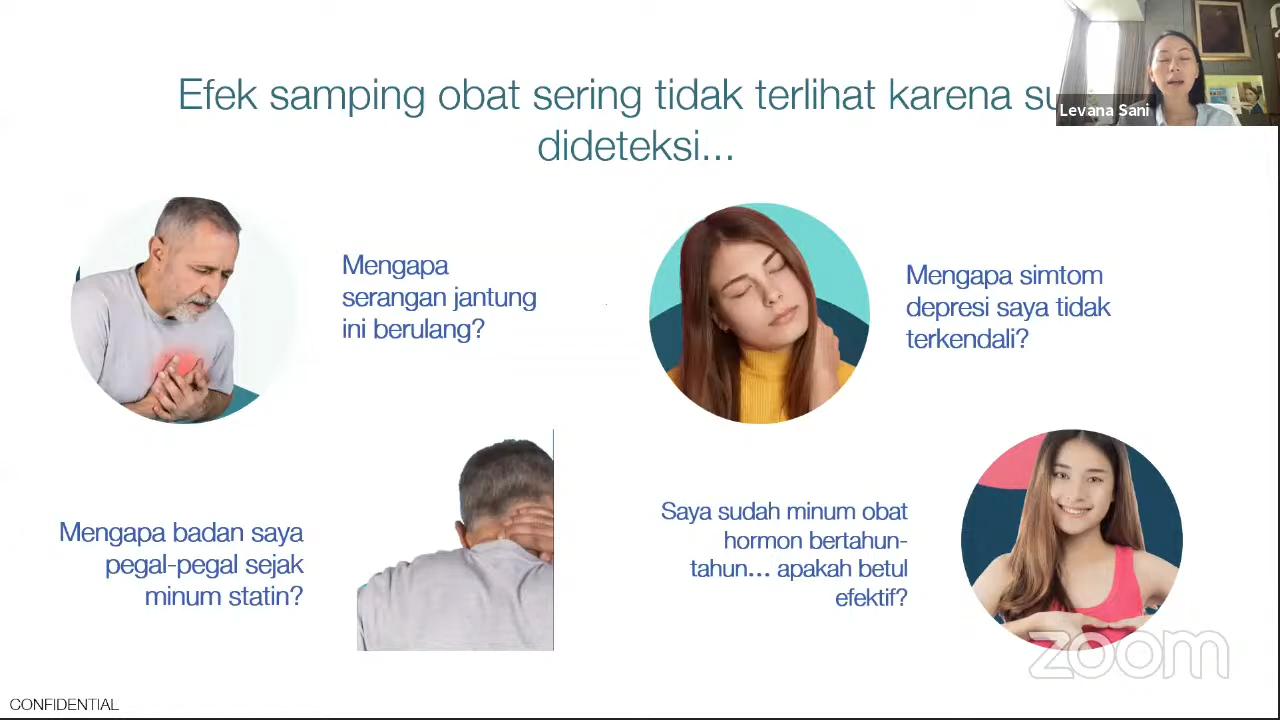 Efek samping obat sering tidak terlihat karena
dideteksi...
Levana Sani
Mengapa
serangan jantung
ini berulang?
Mengapa simtom
depresi saya tidak
terkendali?
Mengapa badan saya
pegal-pegal sejak
minum statin?
Saya sudah minum obat
hormon bertahun-
tahun... apakah betul
efektif?
zoom
CONFIDENTIAL